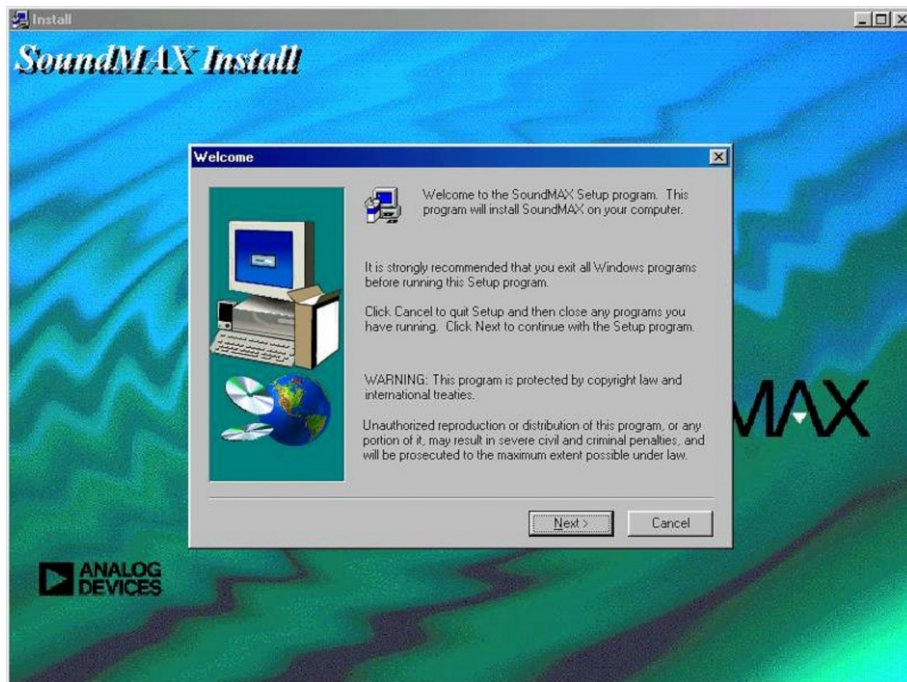 Install
SoundMAX Install
Welcome
Welcome to the SoundMAX Setup program. This
program will install SoundMAX on your computer.
It is strongly recommended that you exit all Windows programs
before running this Setup program.
Click Cancel to quit Setup and then close any programs you
have running. Click Next to continue with the Setup program.
WARNING: This program is protected by copyright law and
international treaties.
Unauthorized reproduction or distribution of this program, or any
portion of it, may result in severe civil and criminal penalties, and
will be prosecuted to the maximum extent possible under law.
MAX
Next >
Cancel
ANALOG
DEVICES